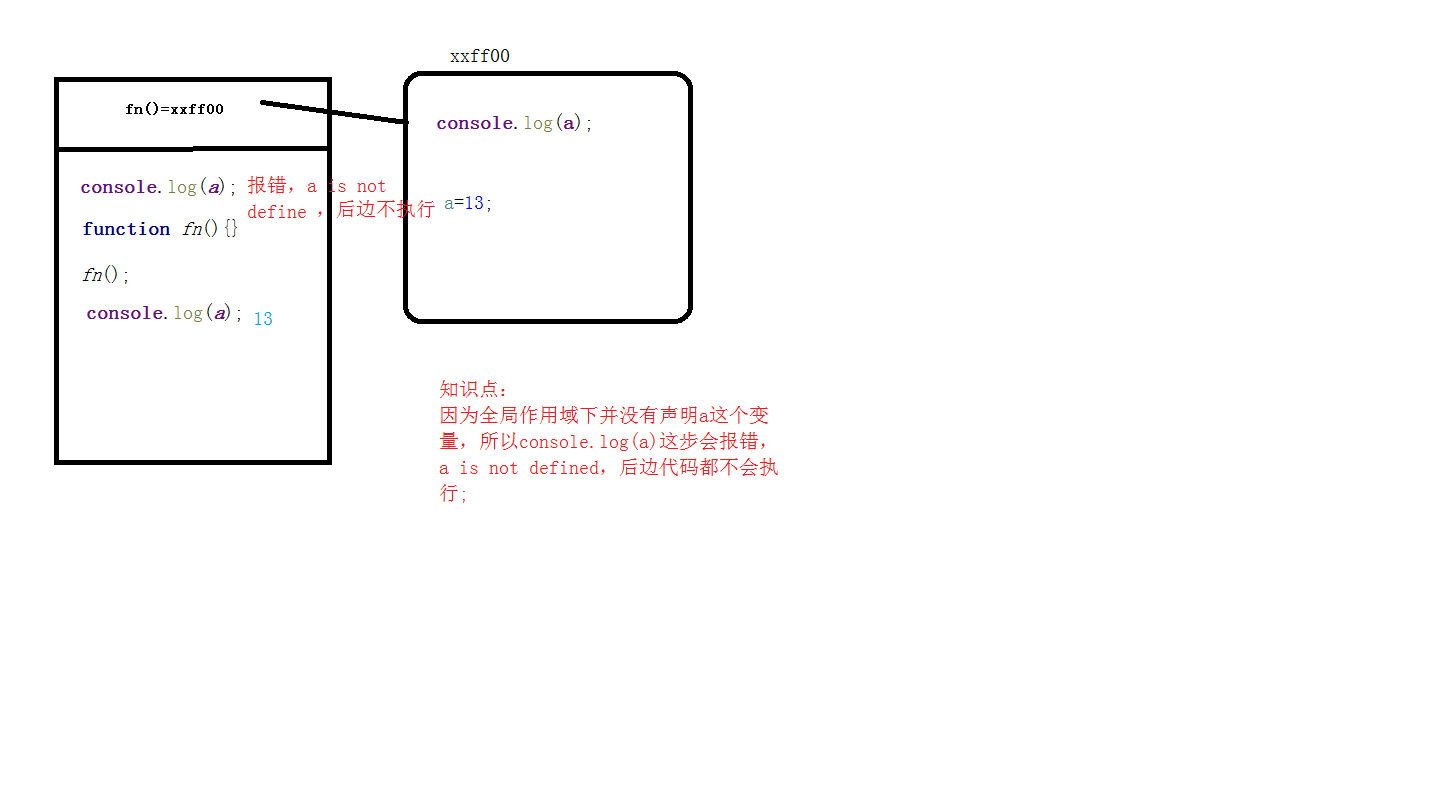 xxff00
fn()=xxff00
console.log(a);
a=13;
console.log(a); 报错，a is not
define ，后边不执行
function fn(){}
fn();
console.log(a); 13
知识点：
因为全局作用域下并没有声明a这个变
量，所以console.log(a)这步会报错，
a is not defined，后边代码都不会执
行;